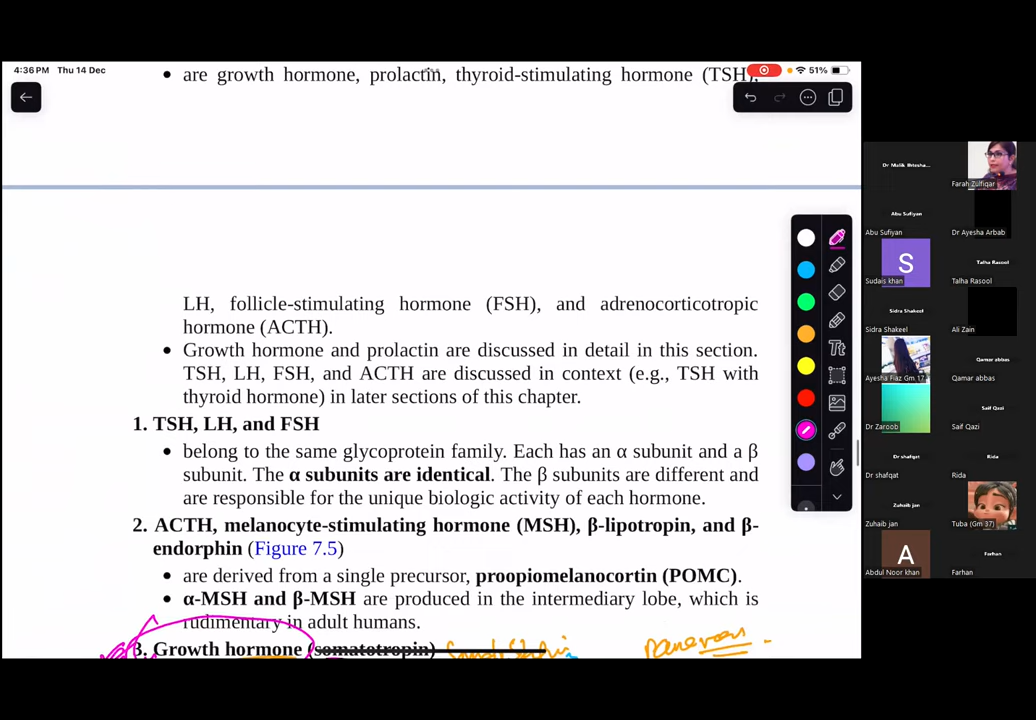 4:36 PM Thu 14 Dec
51%
• are growth hormone, prolactin, thyroid-stimulating hormone (TSH),
LH, follicle-stimulating hormone (FSH), and adrenocorticotropic
hormone (ACTH).
• Growth hormone and prolactin are discussed in detail in this section.
TSH, LH, FSH, and ACTH are discussed in context (e.g., TSH with
thyroid hormone) in later sections of this chapter.
1. TSH, LH, and FSH
• belong to the same glycoprotein family. Each has an α subunit and a β
subunit. The α subunits are identical. The β subunits are different and
are responsible for the unique biologic activity of each hormone.
2. ACTH, melanocyte-stimulating hormone (MSH), β-lipotropin, and β-
endorphin (Figure 7.5)
• are derived from a single precursor, proopiomelanocortin (POMC).
• α-MSH and β-MSH are produced in the intermediary lobe, which is
rudimentary in adult humans.
3. Growth hormone (somatotropin)
Tt
Dr Malik Ibtesha...
Farah Zulfiqar
Abu Sufiyan
Abu Sufiyan
Dr Ayesha Arbab
S
Sudais khan
Talha Rasool
Talha Rasool
Sidra Shakeel
Sidra Shakeel
Ali Zain
Ayesha Fiaz Gm 17
Qamar abbas
Qamar abbas
Dr Zaroob
Saif Qazi
Saif Qazi
Dr shafqat
Dr shafqat
Rida
Rida
Zuhaib jan
Zuhaib jan
Tuba (Gm 37)
A
Abdul Noor khan
Farhan
Farhan